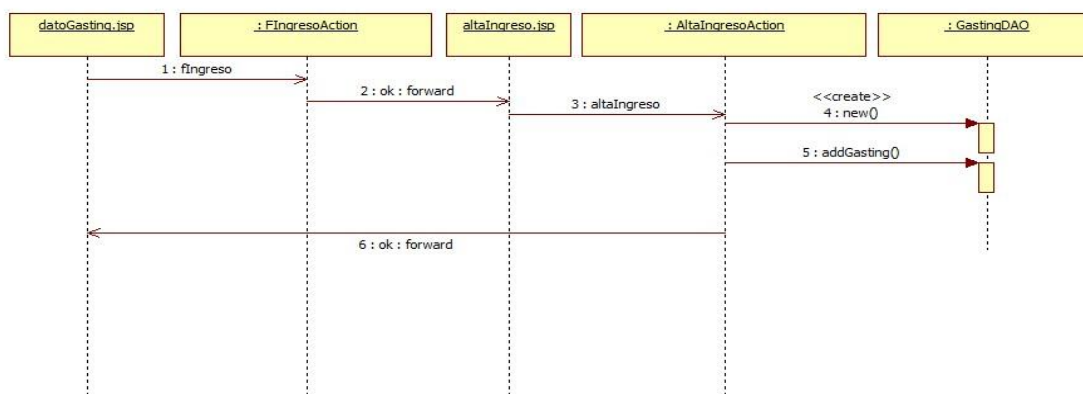 datoGasting.jsp
: FIngresoAction
altaIngreso.jsp
: AltaIngresoAction
: GastingDAO
1 : fIngreso
2 : ok : forward
3 : altaIngreso
<<create>>
4 : new()
5 : addGasting()
6 : ok : forward